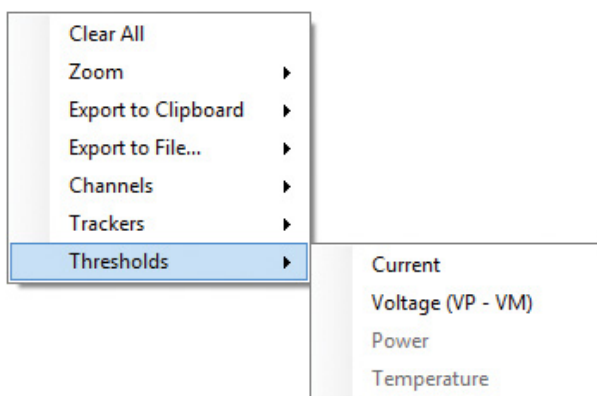 Clear All
Zoom
Export to Clipboard
Export to File...
Channels
Trackers
Thresholds
Current
Voltage (VP - VM)
Power
Temperature